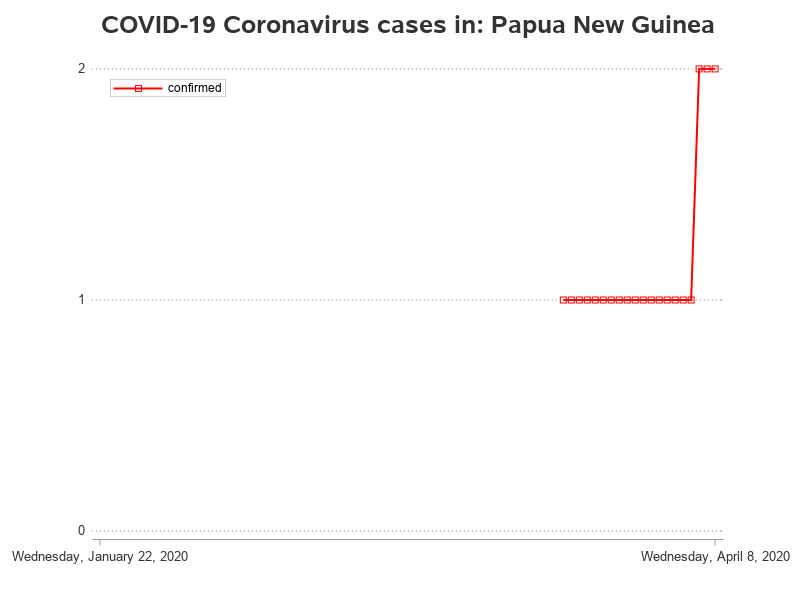 COVID-19 Coronavirus cases in: Papua New Guinea
2
confirmed
1
0
Wednesday, January 22, 2020
Wednesday, April 8, 2020